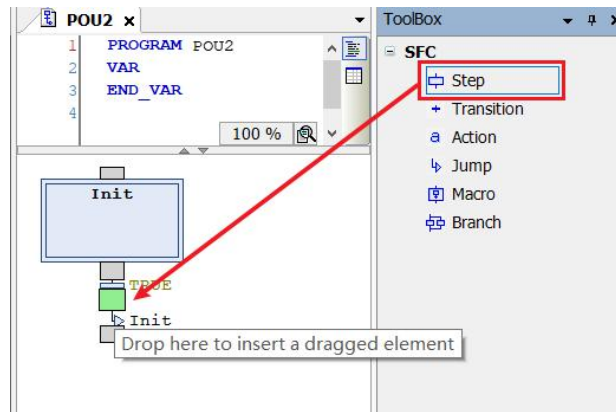 POU2 x
1 PROGRAM POU2
2 VAR
3 END_VAR
4
100 %
Init
TRUE
Init
Drop here to insert a dragged element
ToolBox
SFC
Step
Transition
a Action
Jump
Macro
Branch